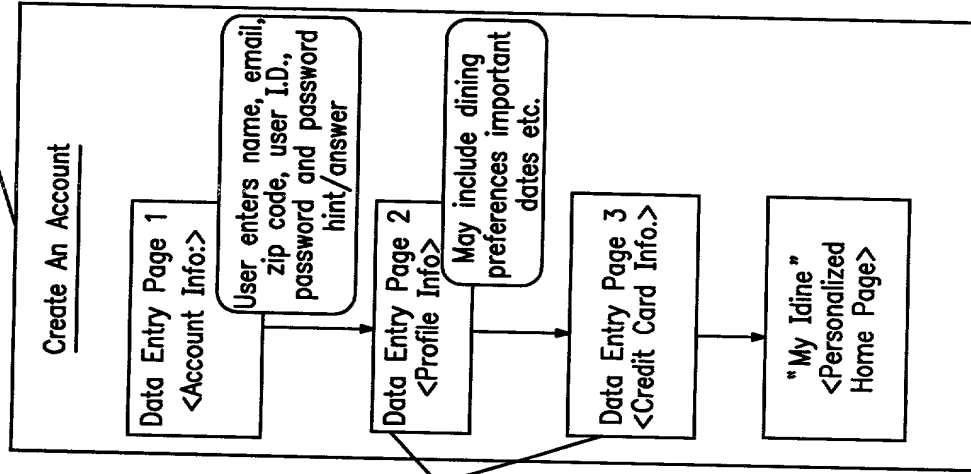 Create An Account
Data Entry Page 1
<Account Info:>
User enters name, email,
zip code, user I.D.,
password and password
hint/answer
Data Entry Page 2
<Profile Info>
May include dining
preferences important
dates etc.
Data Entry Page 3
<Credit Card Info.>
"My Idine"
<Personalized
Home Page>